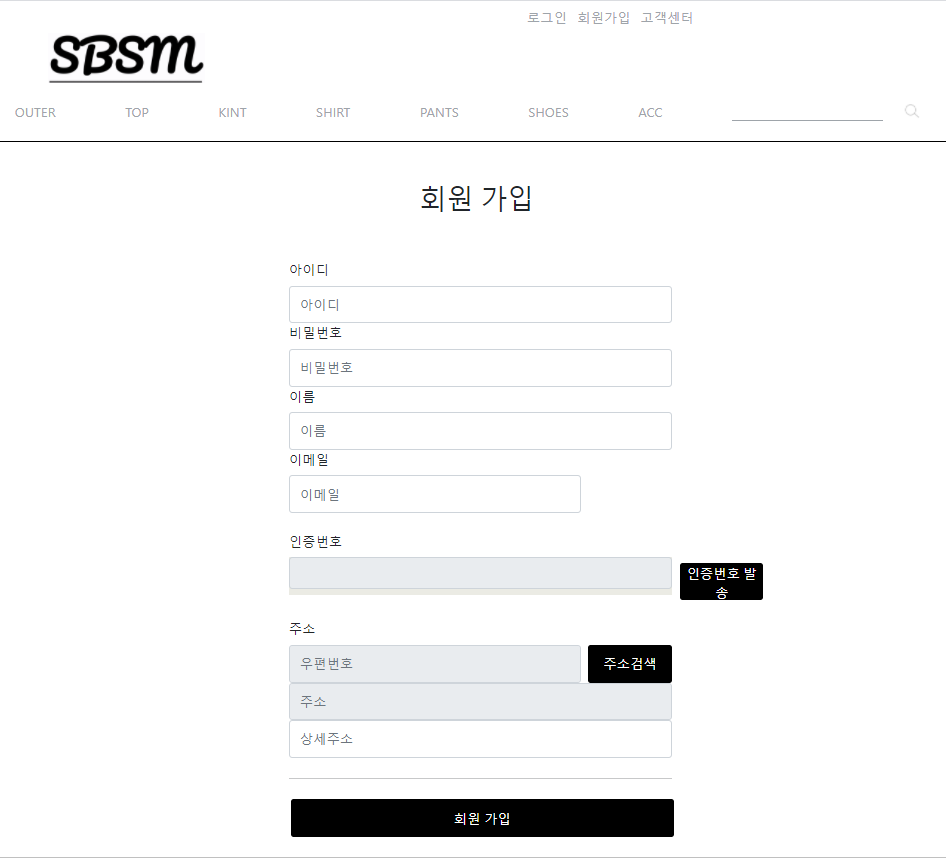 로그인 회원가입 고객센터
SBSM
OUTER TOP KINT SHIRT PANTS SHOES ACC
회원 가입
아이디
아이디
비밀번호
비밀번호
이름
이름
이메일
이메일
인증번호
인증번호 발
송
주소
우편번호 주소검색
주소
상세주소
회원 가입